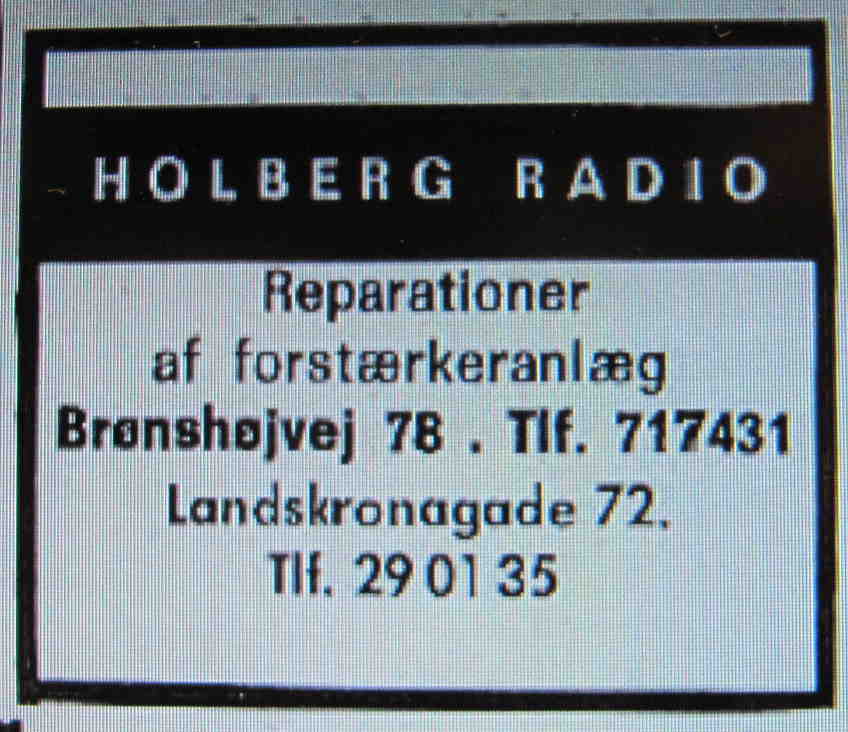 HOLBERG RADIO
Reparationer
af forstærkeranlæg
Brønshøjvej 78 . Tlf. 717431
Landskronagade 72.
Tlf. 29 01 35